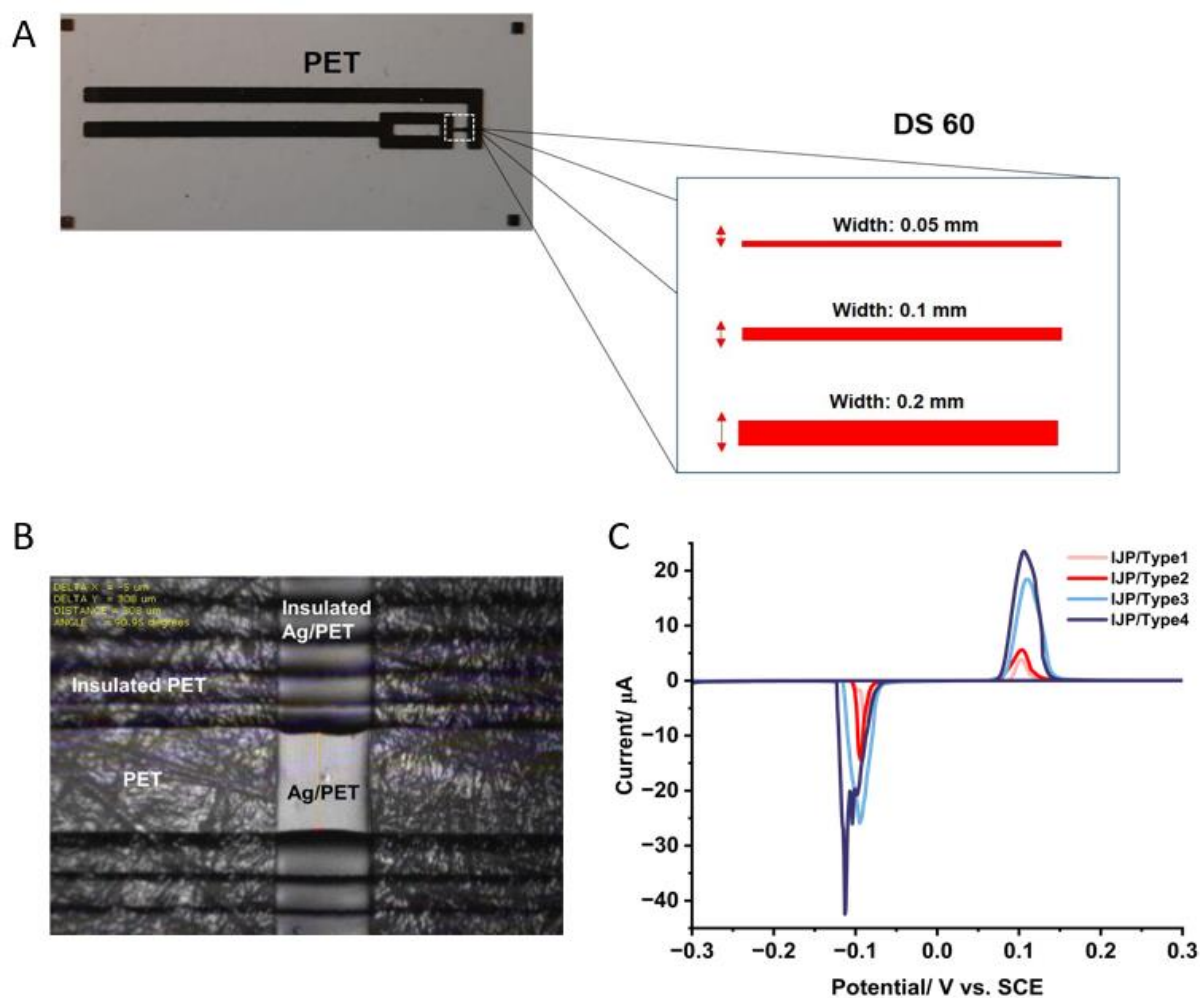 A
PET
DS 60
Width: 0.05 mm
Width: 0.1 mm
Width: 0.2 mm
B
DELTA X = -5 um
DELTA Y = 308 um
DISTANCE = 308 um
ANGLE = 90.95 degrees
Insulated
Ag/PET
Insulated PET
PET
Ag/PET
C
IJP/Type1
IJP/Type2
IJP/Type3
IJP/Type4
Current/ μA
20
10
0
−10
−20
−30
−40
−0.3
−0.2
−0.1
0.0
0.1
0.2
0.3
Potential/ V vs. SCE